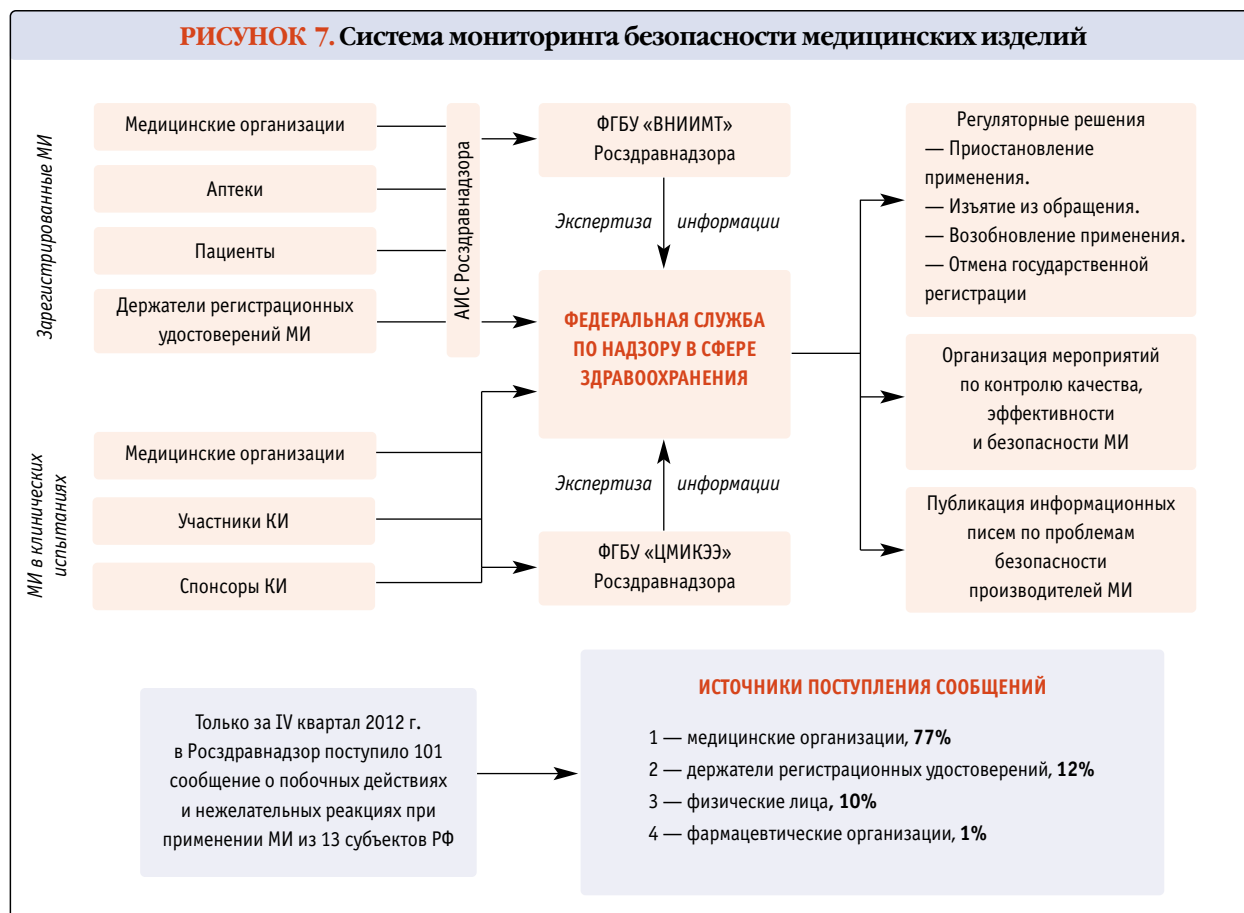 РИСУНОК 7. Система мониторинга безопасности медицинских изделий
Зарегистрированные МИ
Медицинские организации
Аптеки
Пациенты
Держатели регистрационных
удостоверений МИ
АИС Росздравнадзора
МИ в клинических
испытаниях
Медицинские организации
Участники КИ
Спонсоры КИ
ФГБУ «ВНИИМТ»
Росздравнадзора
Экспертиза информации
ФЕДЕРАЛЬНАЯ СЛУЖБА
ПО НАДЗОРУ В СФЕРЕ
ЗДРАВООХРАНЕНИЯ
Экспертиза информации
ФГБУ «ЦМИКЭЭ»
Росздравнадзора
Регуляторные решения
— Приостановление
применения.
— Изъятие из обращения.
— Возобновление применения.
— Отмена государственной
регистрации
Организация мероприятий
по контролю качества,
эффективности
и безопасности МИ
Публикация информационных
писем по проблемам
безопасности
производителей МИ
Только за IV квартал 2012 г.
в Росздравнадзор поступило 101
сообщение о побочных действиях
и нежелательных реакциях при
применении МИ из 13 субъектов РФ
ИСТОЧНИКИ ПОСТУПЛЕНИЯ СООБЩЕНИЙ
1 — медицинские организации, 77%
2 — держатели регистрационных удостоверений, 12%
3 — физические лица, 10%
4 — фармацевтические организации, 1%